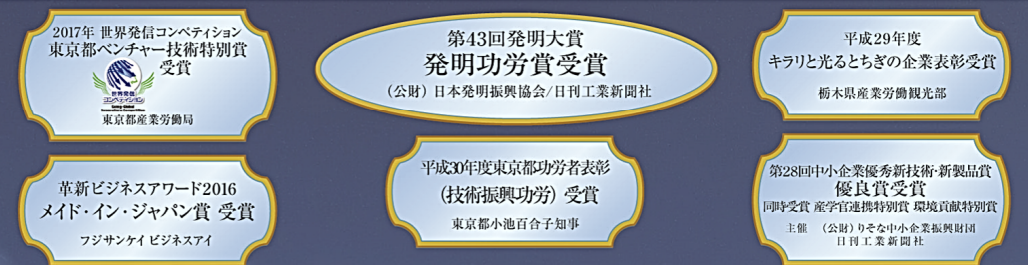 2017年 世界発信コンペティション
東京都ベンチャー技術特別賞
受賞
世界発信
コンペティション
東京都産業労働局
第43回発明大賞
発明功労賞受賞
（公財）日本発明振興協会/日刊工業新聞社
平成29年度
キラリと光るとちぎの企業表彰受賞
栃木県産業労働観光部
革新ビジネスアワード2016
メイド・イン・ジャパン賞 受賞
フジサンケイ ビジネスアイ
平成30年度東京都功労者表彰
（技術振興功労）受賞
東京都小池百合子知事
第28回中小企業優秀新技術・新製品賞
優良賞受賞
同時受賞 産学官連携特別賞 環境貢献特別賞
主催 （公財）りそな中小企業振興財団
日刊工業新聞社